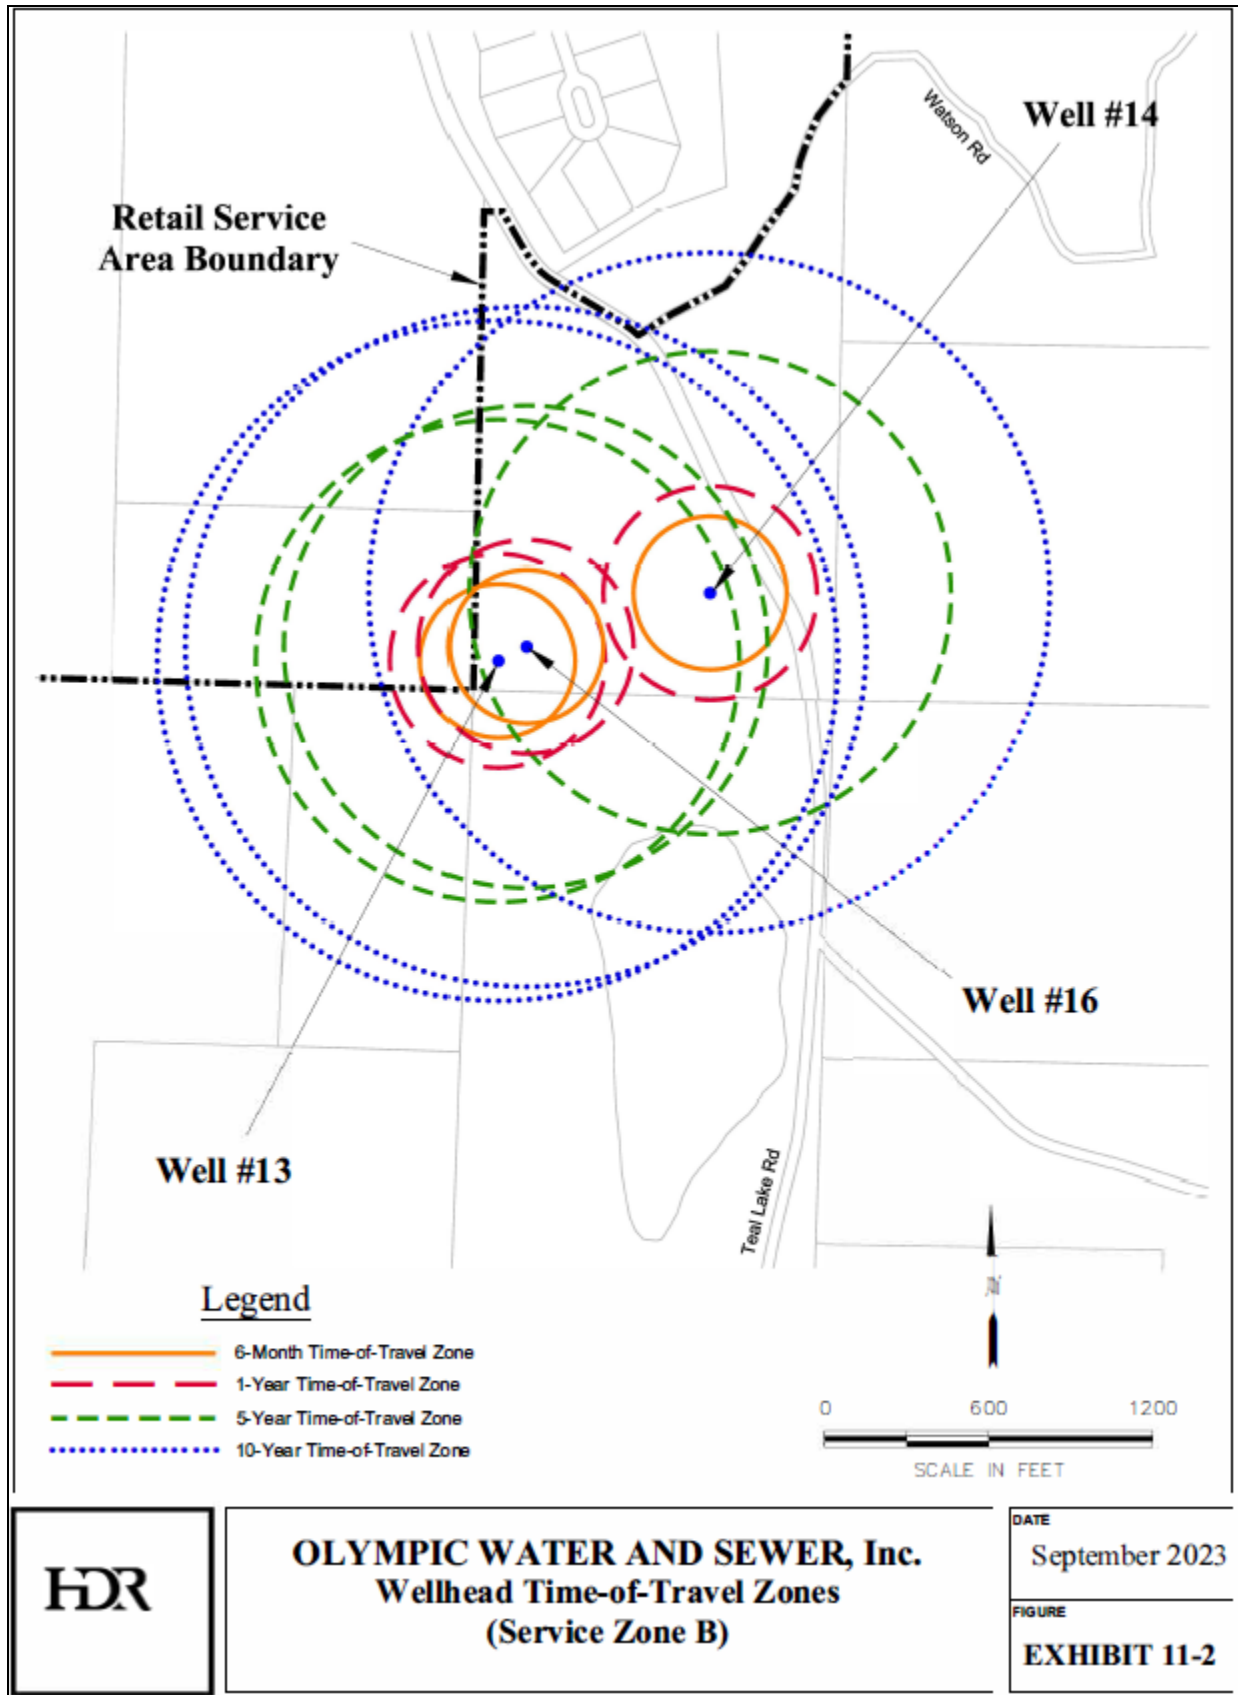 Watson Rd
Well #14
Retail Service
Area Boundary
Well #16
Well #13
Teal Lake Rd
Legend
6-Month Time-of-Travel Zone
1-Year Time-of-Travel Zone
5-Year Time-of-Travel Zone
10-Year Time-of-Travel Zone
0 600 1200
SCALE IN FEET
HDR
OLYMPIC WATER AND SEWER, Inc.
Wellhead Time-of-Travel Zones
(Service Zone B)
DATE
September 2023
FIGURE
EXHIBIT 11-2